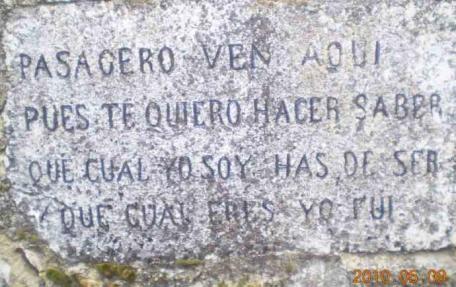 PASAGERO VEN AQUI
PUES TE QUIERO HACER SABER
QUE CUAL YO SOY HAS DE SER
Y QUE CUAL ERES YO FUI
2010.05.09